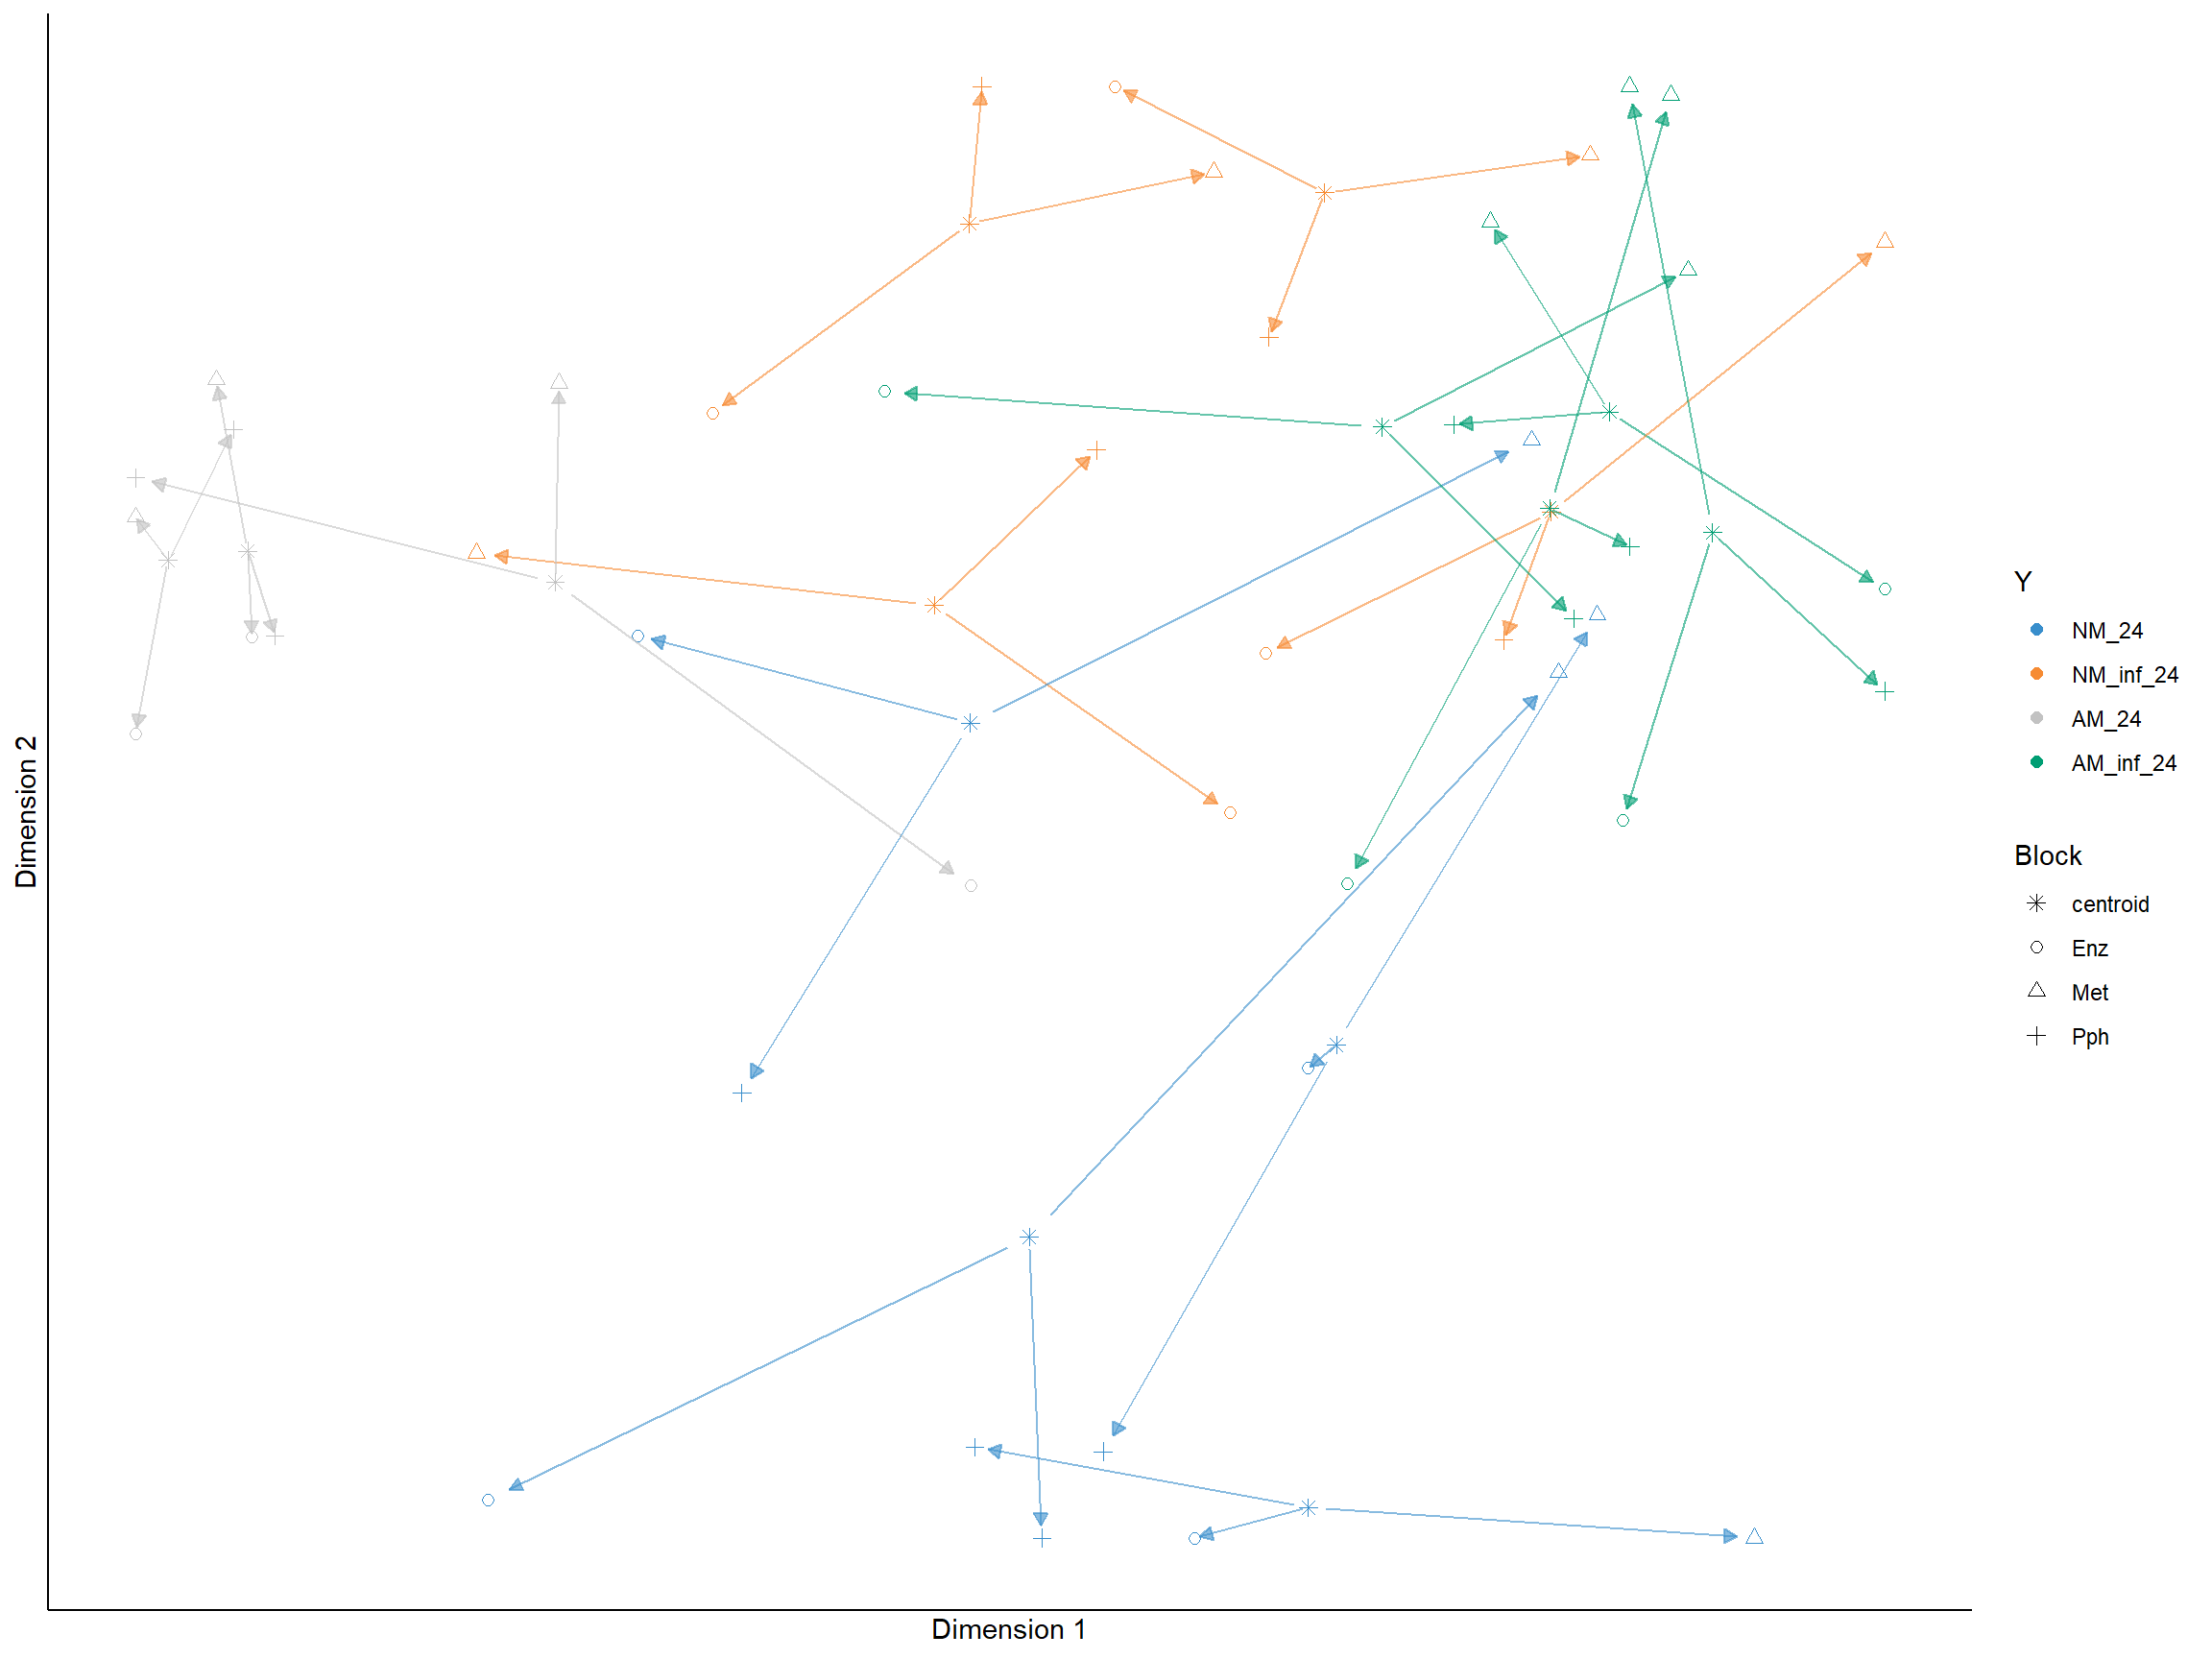 Dimension 2
Dimension 1
Y
NM_24
NM_inf_24
AM_24
AM_inf_24
Block
centroid
Enz
Met
Pph